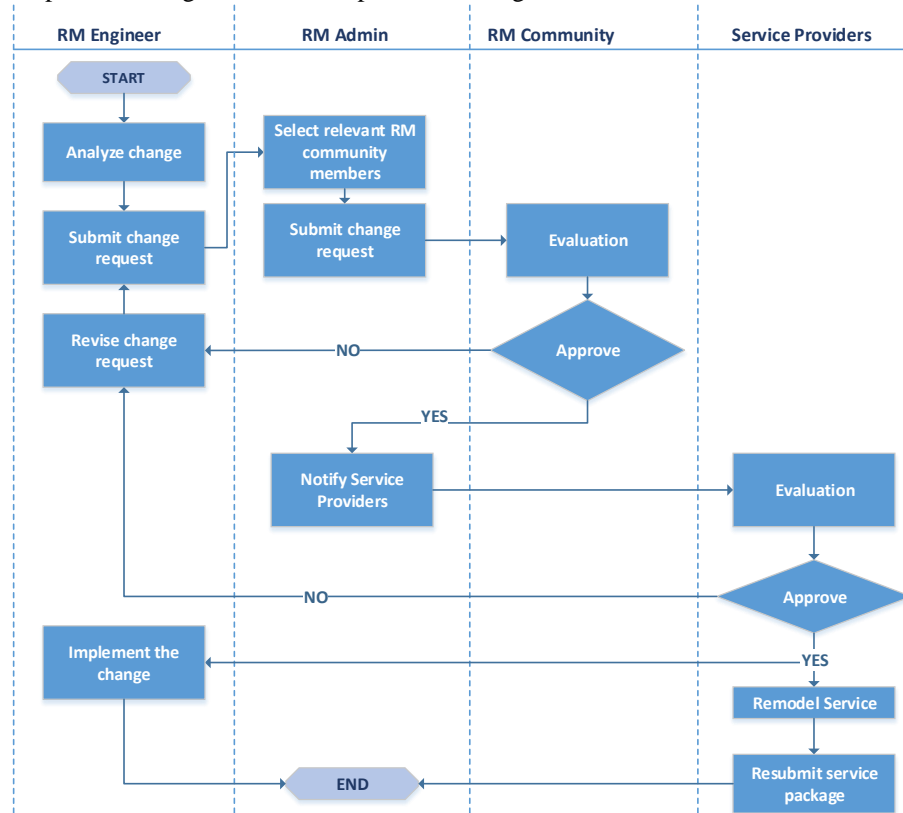 RM Engineer
RM Admin
RM Community
Service Providers
START
Analyze change
Select relevant RM
community
members
Submit change
request
Submit change
request
Evaluation
Revise change
request
NO
Approve
YES
Notify Service
Providers
Evaluation
NO
Approve
Implement the
change
YES
Remodel Service
END
Resubmit service
package